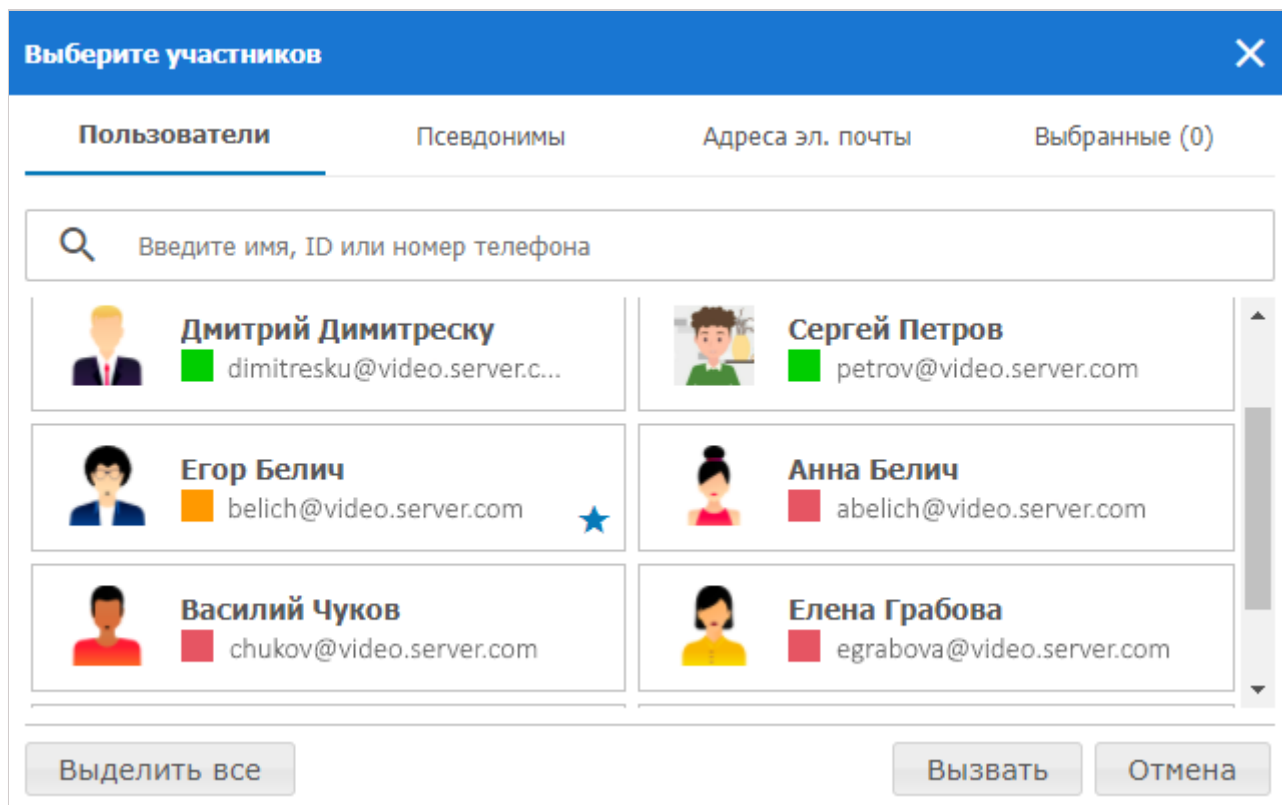 Выберите участников
Пользователи Псевдонимы Адреса эл. почты Выбранные (0)
Введите имя, ID или номер телефона
Дмитрий Димитреску
dimitresku@video.server.c...
Сергей Петров
petrov@video.server.com
Егор Белич
belich@video.server.com
Анна Белич
abelich@video.server.com
Василий Чуков
chukov@video.server.com
Елена Грабова
egrabova@video.server.com
Выделить все Вызвать Отмена